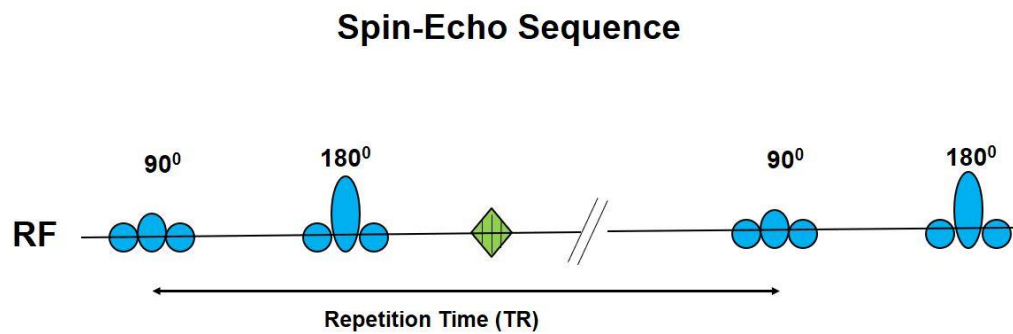 Spin-Echo Sequence
90⁰ 180⁰ 90⁰ 180⁰
RF
Repetition Time (TR)